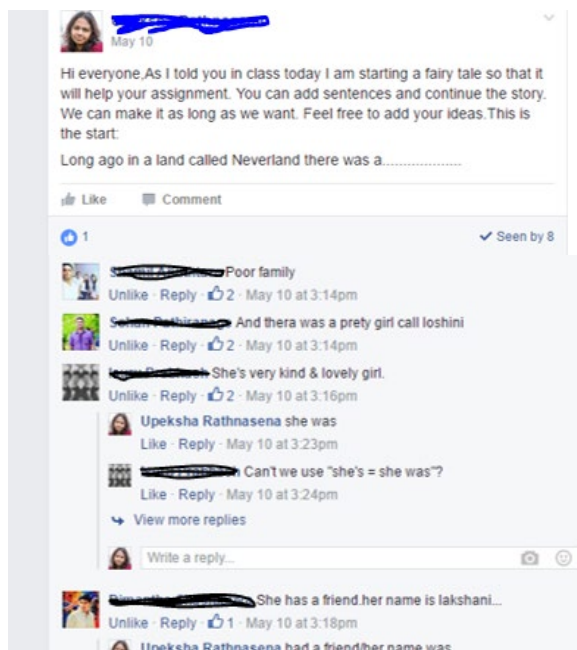 May 10
Hi everyone,As I told you in class today I am starting a fairy tale so that it
will help your assignment. You can add sentences and continue the story.
We can make it as long as we want. Feel free to add your ideas.This is
the start:
Long ago in a land called Neverland there was a...................
Like Comment
1 Seen by 8
Poor family
Unlike · Reply · 2 · May 10 at 3:14pm
And thera was a prety girl call loshini
Unlike · Reply · 2 · May 10 at 3:14pm
She's very kind & lovely girl.
Unlike · Reply · 2 · May 10 at 3:16pm
Upeksha Rathnasena she was
Like · Reply · May 10 at 3:23pm
Can't we use "she's = she was"?
Like · Reply · May 10 at 3:24pm
View more replies
Write a reply...
She has a friend.her name is lakshani...
Unlike · Reply · 1 · May 10 at 3:18pm
Upeksha Rathnasena had a friend/her name was